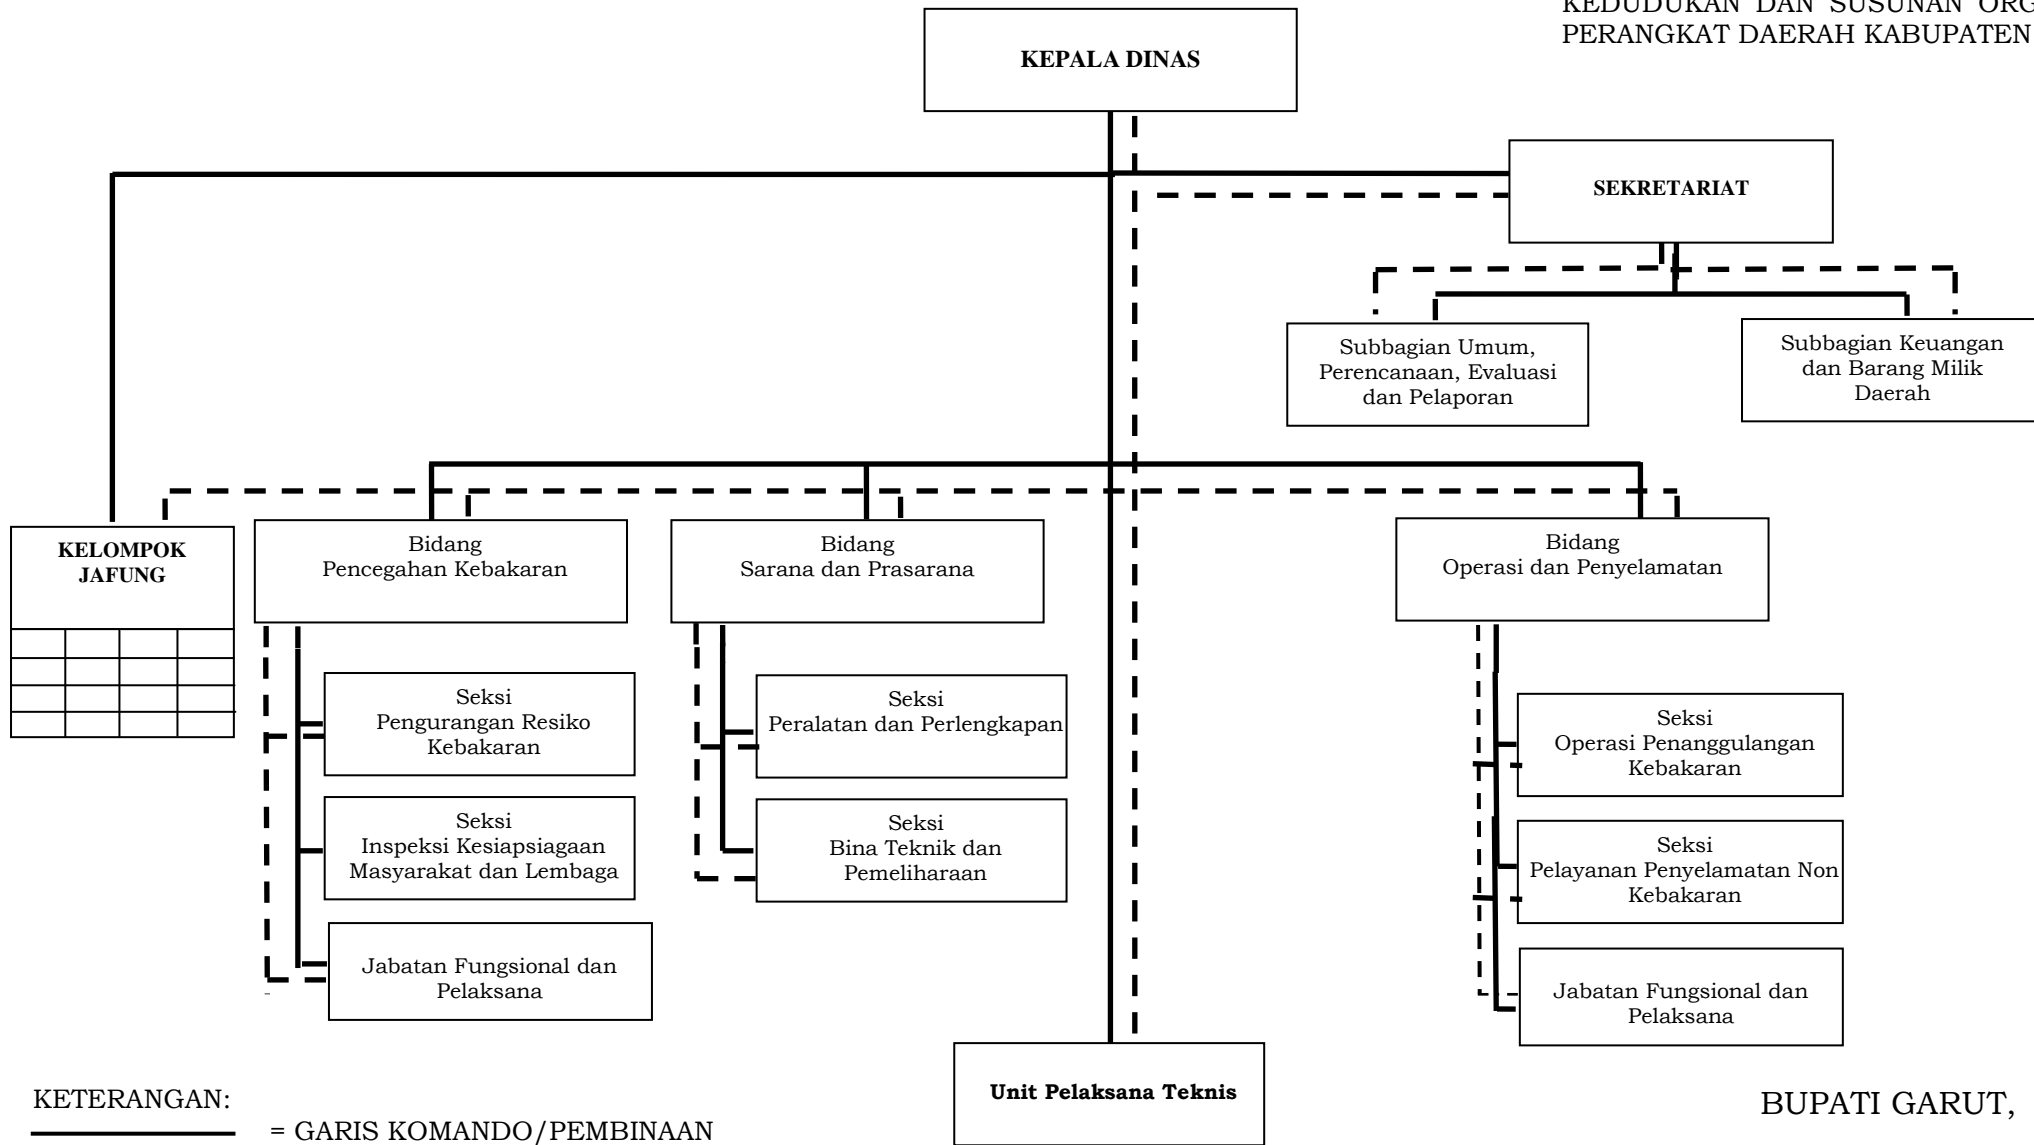 KEDUDUKAN DAN SUSUNAN
PERANGKAT DAERAH KABUPATEN
KEPALA DINAS
SEKRETARIAT
Subbagian Umum,
Perencanaan, Evaluasi
dan Pelaporan
Subbagian Keuangan
dan Barang Milik
Daerah
KELOMPOK
JAFUNG
Bidang
Pencegahan Kebakaran
Bidang
Sarana dan Prasarana
Bidang
Operasi dan Penyelamatan
Seksi
Pengurangan Resiko
Kebakaran
Seksi
Inspeksi Kesiapsiagaan
Masyarakat dan Lembaga
Jabatan Fungsional dan
Pelaksana
Seksi
Peralatan dan Perlengkapan
Seksi
Bina Teknik dan
Pemeliharaan
Seksi
Operasi Penanggulangan
Kebakaran
Seksi
Pelayanan Penyelamatan Non
Kebakaran
Jabatan Fungsional dan
Pelaksana
Unit Pelaksana Teknis
KETERANGAN:
= GARIS KOMANDO/PEMBINAAN
BUPATI GARUT,